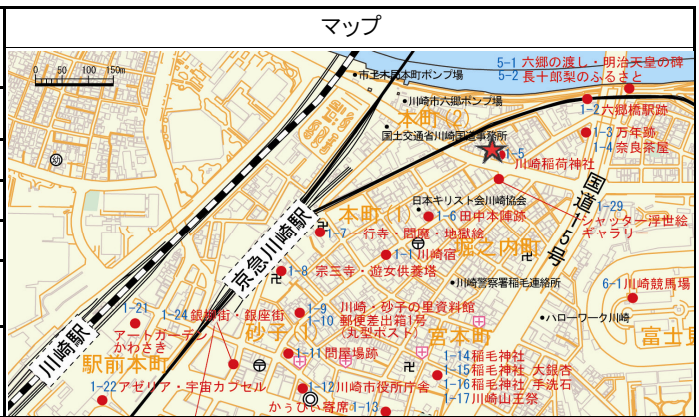 マップ
0 50 100 150m
市上木局本町ポンプ場
5-1 六郷の渡し・明治天皇の碑
5-2 長十郎梨のふるさと
川崎市六郷ポンプ場
本町(2)
1-2 六郷橋駅跡
国土交通省川崎国道事務所
1-3 万年跡
1-4 奈良茶屋
1-5
川崎稲荷神社
国道15号
日本キリスト会川崎協会
1-29
シャッター浮世絵
ギャラリ
本町(1)
1-6 田中本陣跡
1-7 一行寺・閻魔・地獄絵
京急川崎駅
1-1 川崎宿
堀之内町
1-8 宗三寺・遊女供養塔
川崎警察署稲毛連絡所
6-1 川崎競馬場
1-21
アートガーデン
かわさき
1-24 銀柳街・銀座街
1-9 川崎・砂子の里資料館
1-10 郵便差出箱1号
(丸型ポスト)
ハローワーク川崎
砂子(1)
宮本町
富士見
川崎駅
駅前本町
1-11 問屋場跡
1-14 稲毛神社
1-15 稲毛神社 大銀杏
1-16 稲毛神社 手洗石
1-17 川崎山王祭
1-22 アゼリア・宇宙カプセル
1-12 川崎市役所庁舎
かぅひい寄席 1-13